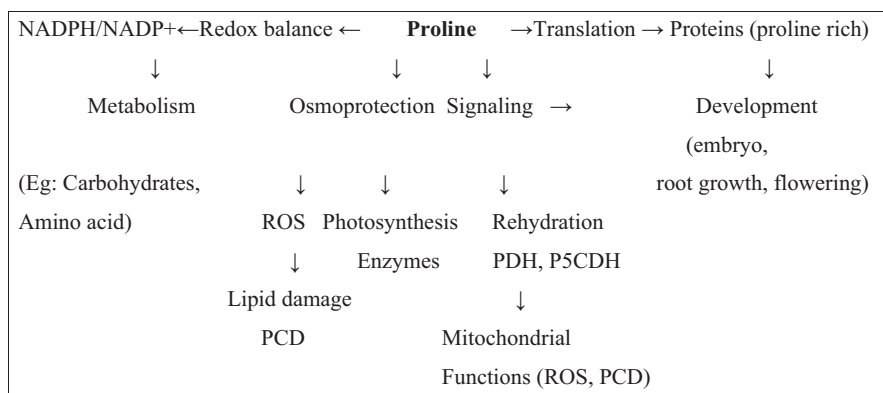 NADPH/NADP+←Redox balance ← Proline →Translation → Proteins (proline rich)
↓ ↓ ↓ ↓
Metabolism Osmoprotection Signaling → Development
(embryo,
(Eg: Carbohydrates, ↓ ↓ ↓ root growth, flowering)
Amino acid) ROS Photosynthesis Rehydration
↓ Enzymes PDH, P5CDH
Lipid damage ↓
PCD Mitochondrial
Functions (ROS, PCD)